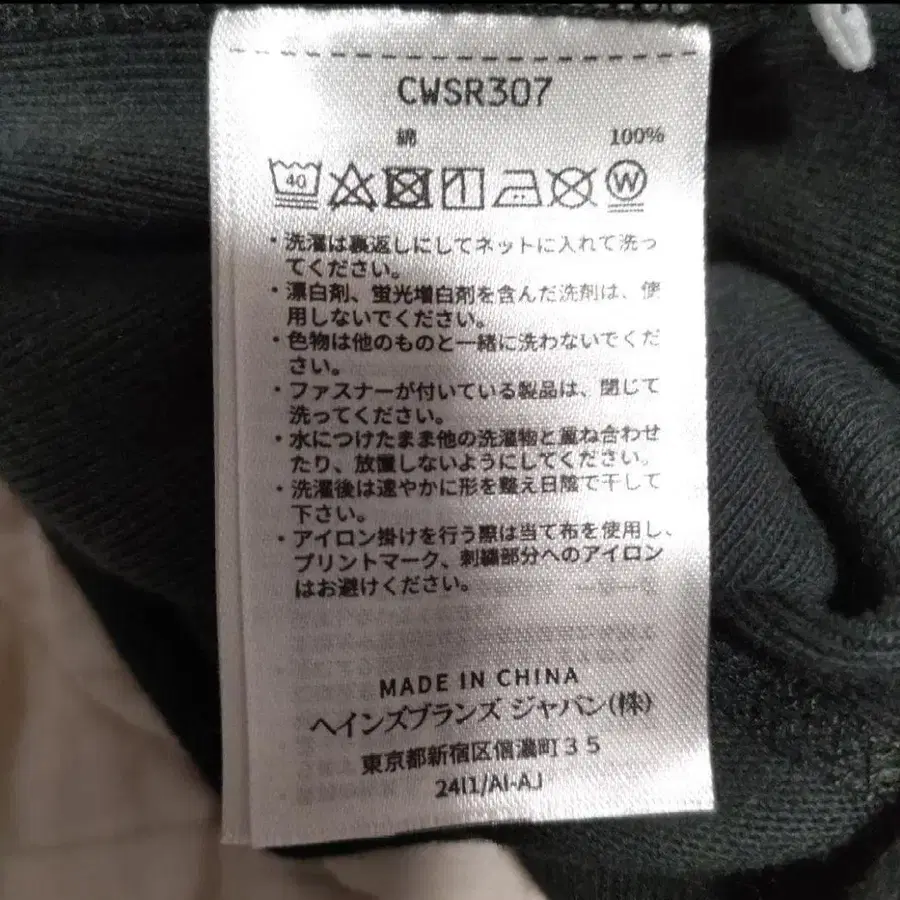 CWSR307
綿 100%
40 W
・洗濯は裏返しにしてネットに入れて洗っ
てください。
・漂白剤、蛍光増白剤を含んだ洗剤は、使
用しないでください。
・色物は他のものと一緒に洗わないでくだ
さい。
・ファスナーが付いている製品は、閉じて
洗ってください。
・水につけたまま他の洗濯物と重ね合わせ
たり、放置しないようにしてください。
・洗濯後は速やかに形を整え日陰で干して
下さい。
・アイロン掛けを行う際は当て布を使用し、
プリントマーク、刺繍部分へのアイロン
はお避けください。
MADE IN CHINA
ヘインズブランズ ジャパン(株)
東京都新宿区信濃町35
24I1/AI-AJ